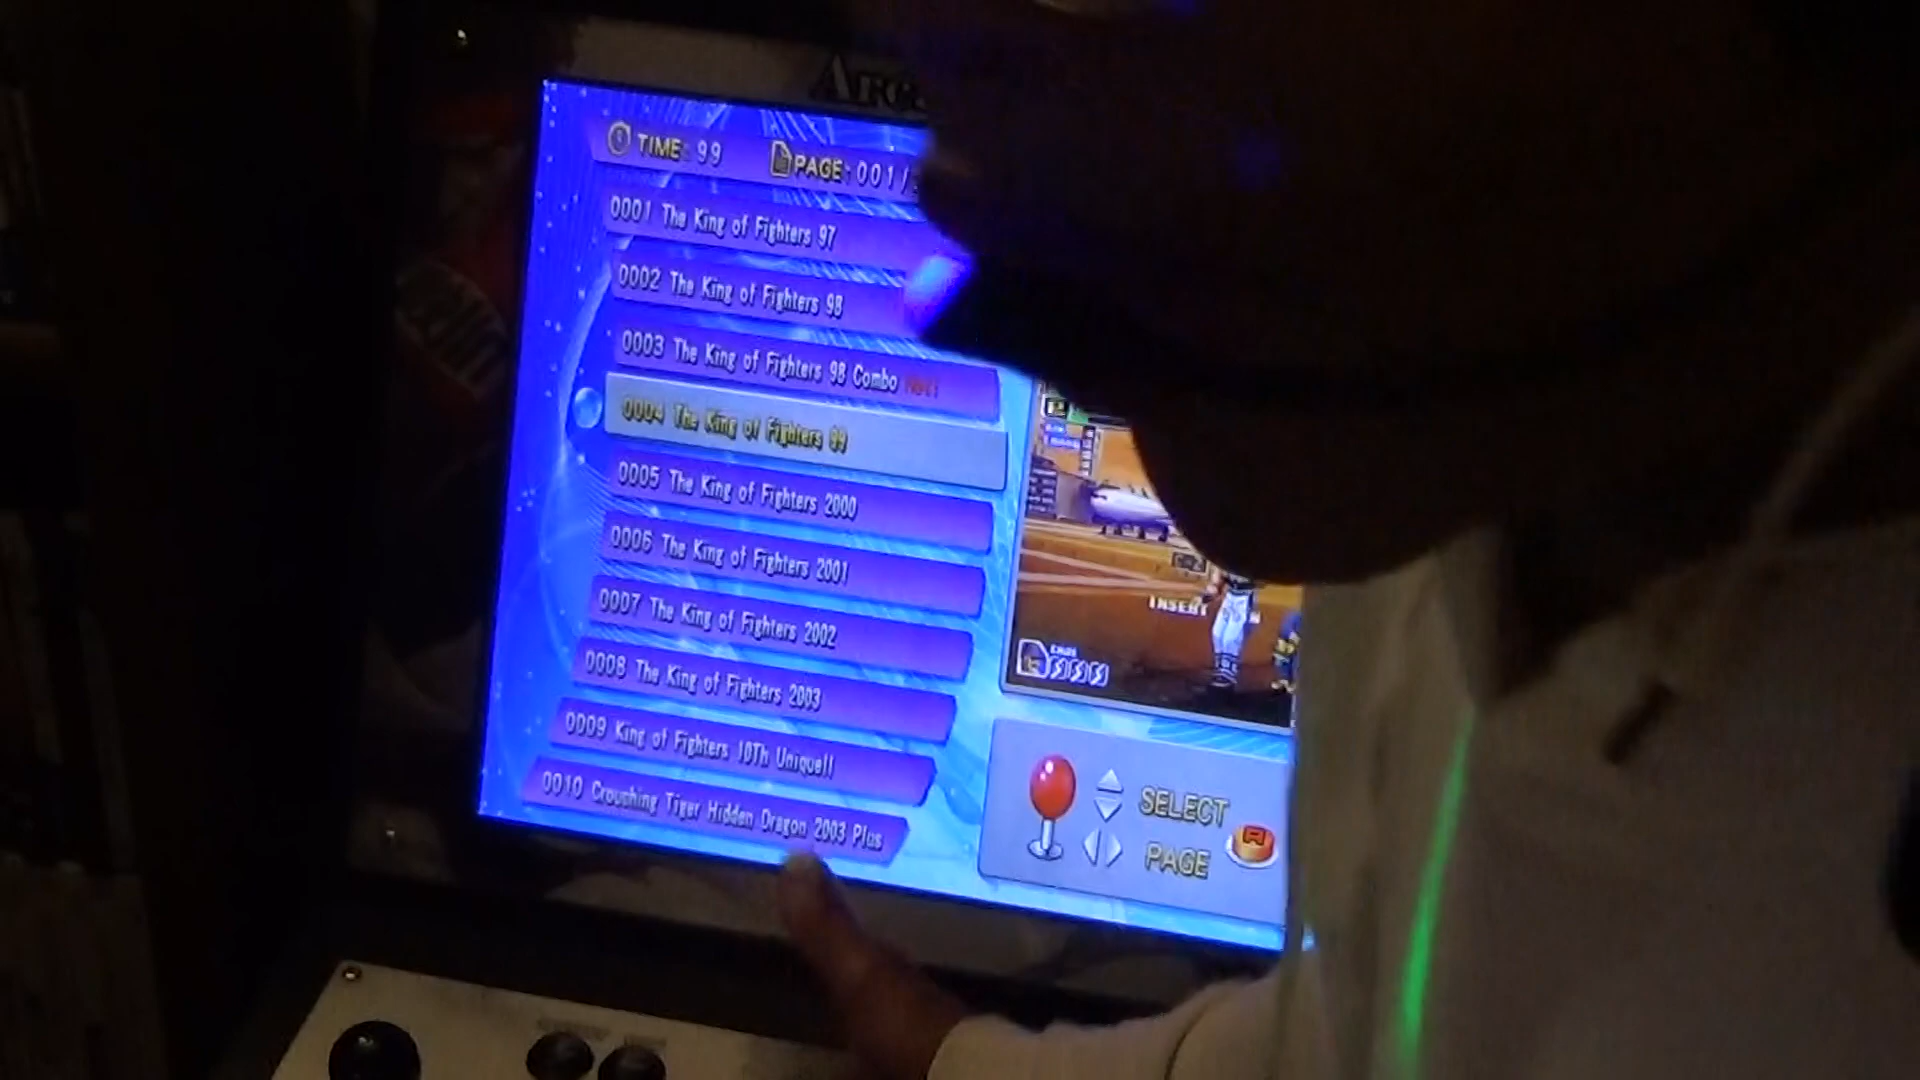 TIME: 99
PAGE: 001/
0001 The King of Fighters 97
0002 The King of Fighters 98
0003 The King of Fighters 98 Combo Hot!
0004 The King of Fighters 99
0005 The King of Fighters 2000
0006 The King of Fighters 2001
0007 The King of Fighters 2002
0008 The King of Fighters 2003
0009 King of Fighters 10Th Unique!!
0010 Crouching Tiger Hidden Dragon 2003 Plus
INSERT
SELECT
PAGE
A